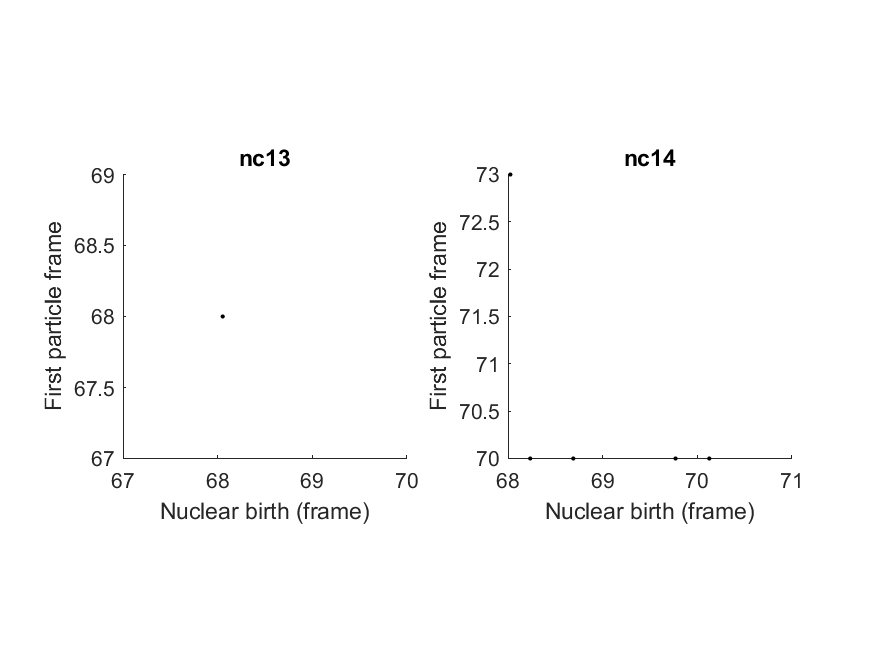 nc13
69
68.5
68
67.5
67
67 68 69 70
First particle frame
Nuclear birth (frame)
nc14
73
72.5
72
71.5
71
70.5
70
68 69 70 71
First particle frame
Nuclear birth (frame)